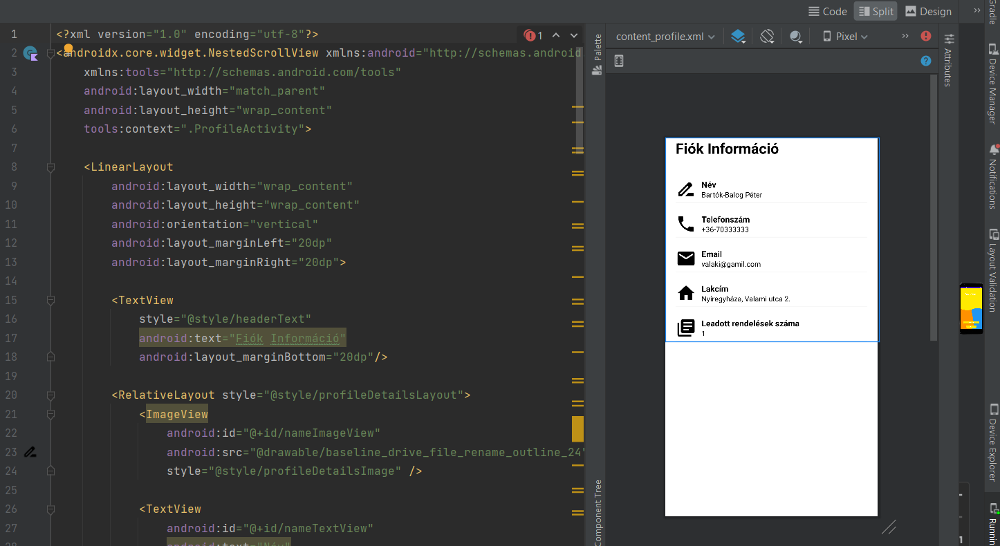 Code Split Design
1 <?xml version="1.0" encoding="utf-8"?>
1
2 <androidx.core.widget.NestedScrollView xmlns:android="http://schemas.android
3 xmlns:tools="http://schemas.android.com/tools"
4 android:layout_width="match_parent"
5 android:layout_height="wrap_content"
6 tools:context=".ProfileActivity">
7
8 <LinearLayout
9 android:layout_width="wrap_content"
10 android:layout_height="wrap_content"
11 android:orientation="vertical"
12 android:layout_marginLeft="20dp"
13 android:layout_marginRight="20dp">
14
15 <TextView
16 style="@style/headerText"
17 android:text="Fiók Információ"
18 android:layout_marginBottom="20dp"/>
19
20 <RelativeLayout style="@style/profileDetailsLayout">
21 <ImageView
22 android:id="@+id/nameImageView"
23 android:src="@drawable/baseline_drive_file_rename_outline_24"
24 style="@style/profileDetailsImage" />
25
26 <TextView
27 android:id="@+id/nameTextView"
28 android:text="Név"
Palette
Component Tree
content_profile.xml Pixel
Fiók Információ
Név
Bartók-Balog Péter
Telefonszám
+36-70333333
Email
valaki@gamil.com
Lakcím
Nyíregyháza, Valami utca 2.
Leadott rendelések száma
1
Attributes
Gradle
Device Manager
Notifications
Layout Validation
Device Explorer
Runnin